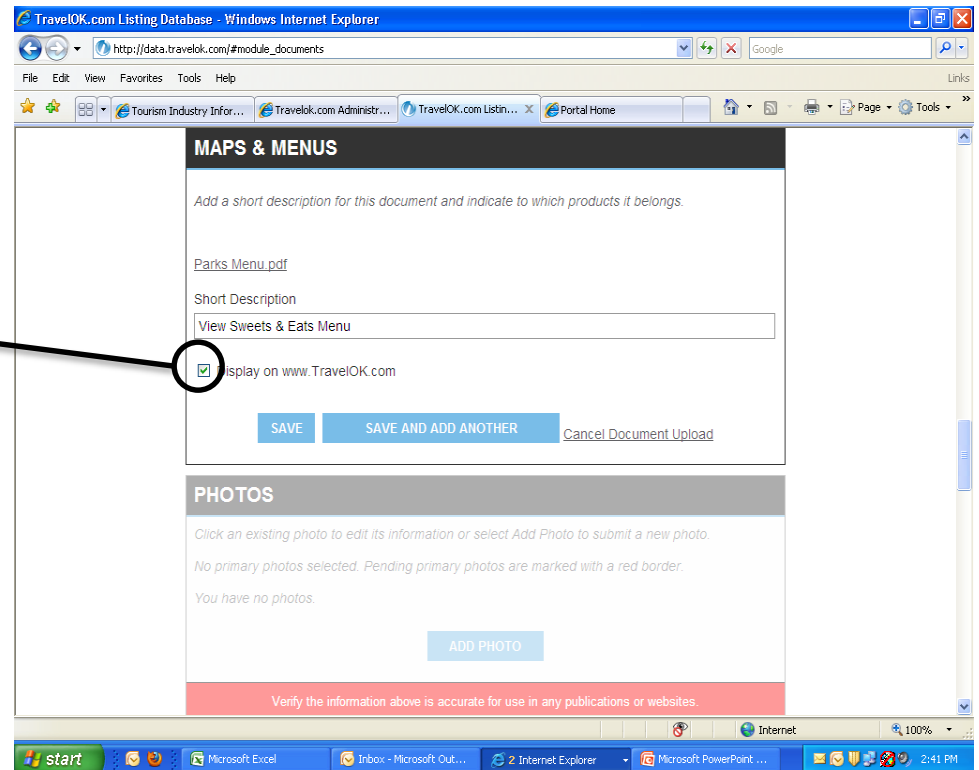 TravelOK.com Listing Database - Windows Internet Explorer
http://data.travelok.com/#module_documents
Google
File Edit View Favorites Tools Help
Links
Tourism Industry Infor...
Travelok.com Administr...
TravelOK.com Listin...
Portal Home
Page
Tools
MAPS & MENUS
Add a short description for this document and indicate to which products it belongs.
Parks Menu.pdf
Short Description
View Sweets & Eats Menu
Display on www.TravelOK.com
SAVE
SAVE AND ADD ANOTHER
Cancel Document Upload
PHOTOS
Click an existing photo to edit its information or select Add Photo to submit a new photo.
No primary photos selected. Pending primary photos are marked with a red border.
You have no photos.
ADD PHOTO
Verify the information above is accurate for use in any publications or websites.
Internet
100%
start
Microsoft Excel
Inbox - Microsoft Out...
2 Internet Explorer
Microsoft PowerPoint ...
2:41 PM